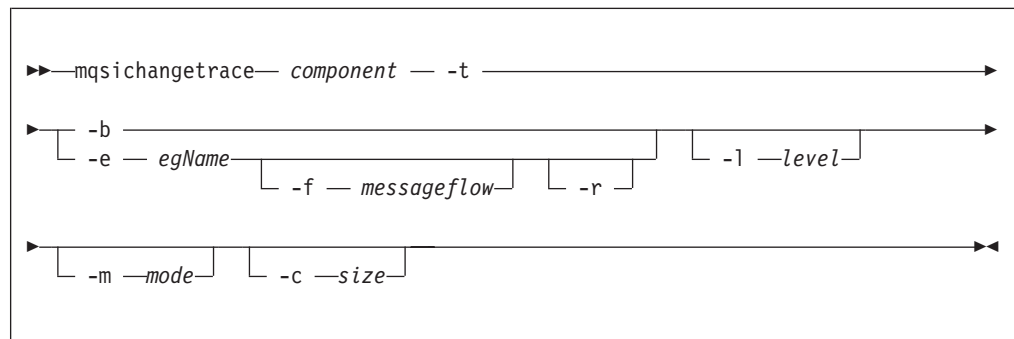 mqsichangetrace component -t
-b
-e egName
-l level
-f messageflow
-r
-m mode
-c size